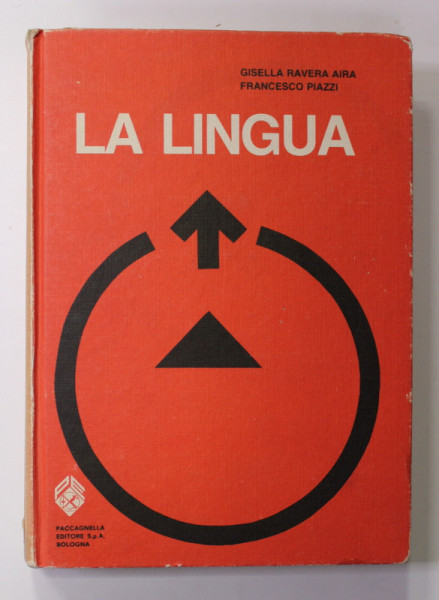 GISELLA RAVERA AIRA
FRANCESCO PIAZZI
LA LINGUA
PACCAGNELLA
EDITORE S.p.A.
BOLOGNA